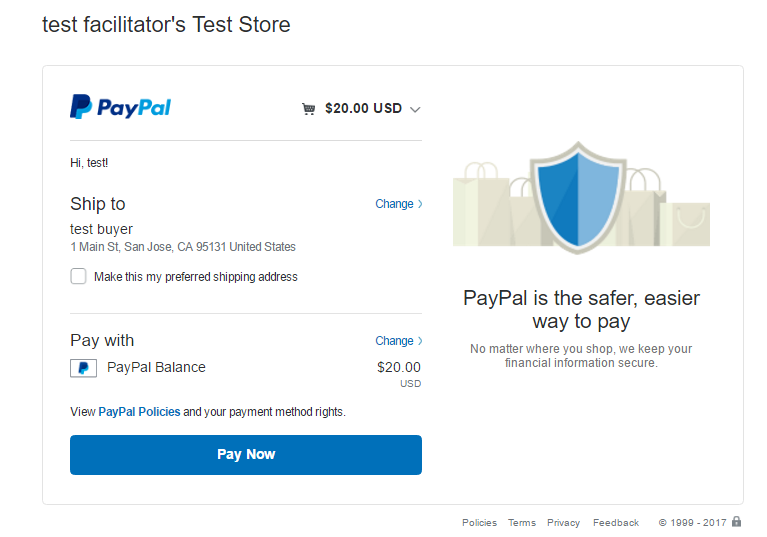 test facilitator's Test Store
PayPal
$20.00 USD
Hi, test!
Ship to
Change
test buyer
1 Main St, San Jose, CA 95131 United States
Make this my preferred shipping address
Pay with
Change
PayPal Balance
$20.00
USD
View PayPal Policies and your payment method rights.
Pay Now
PayPal is the safer, easier
way to pay
No matter where you shop, we keep your
financial information secure.
Policies Terms Privacy Feedback © 1999 - 2017